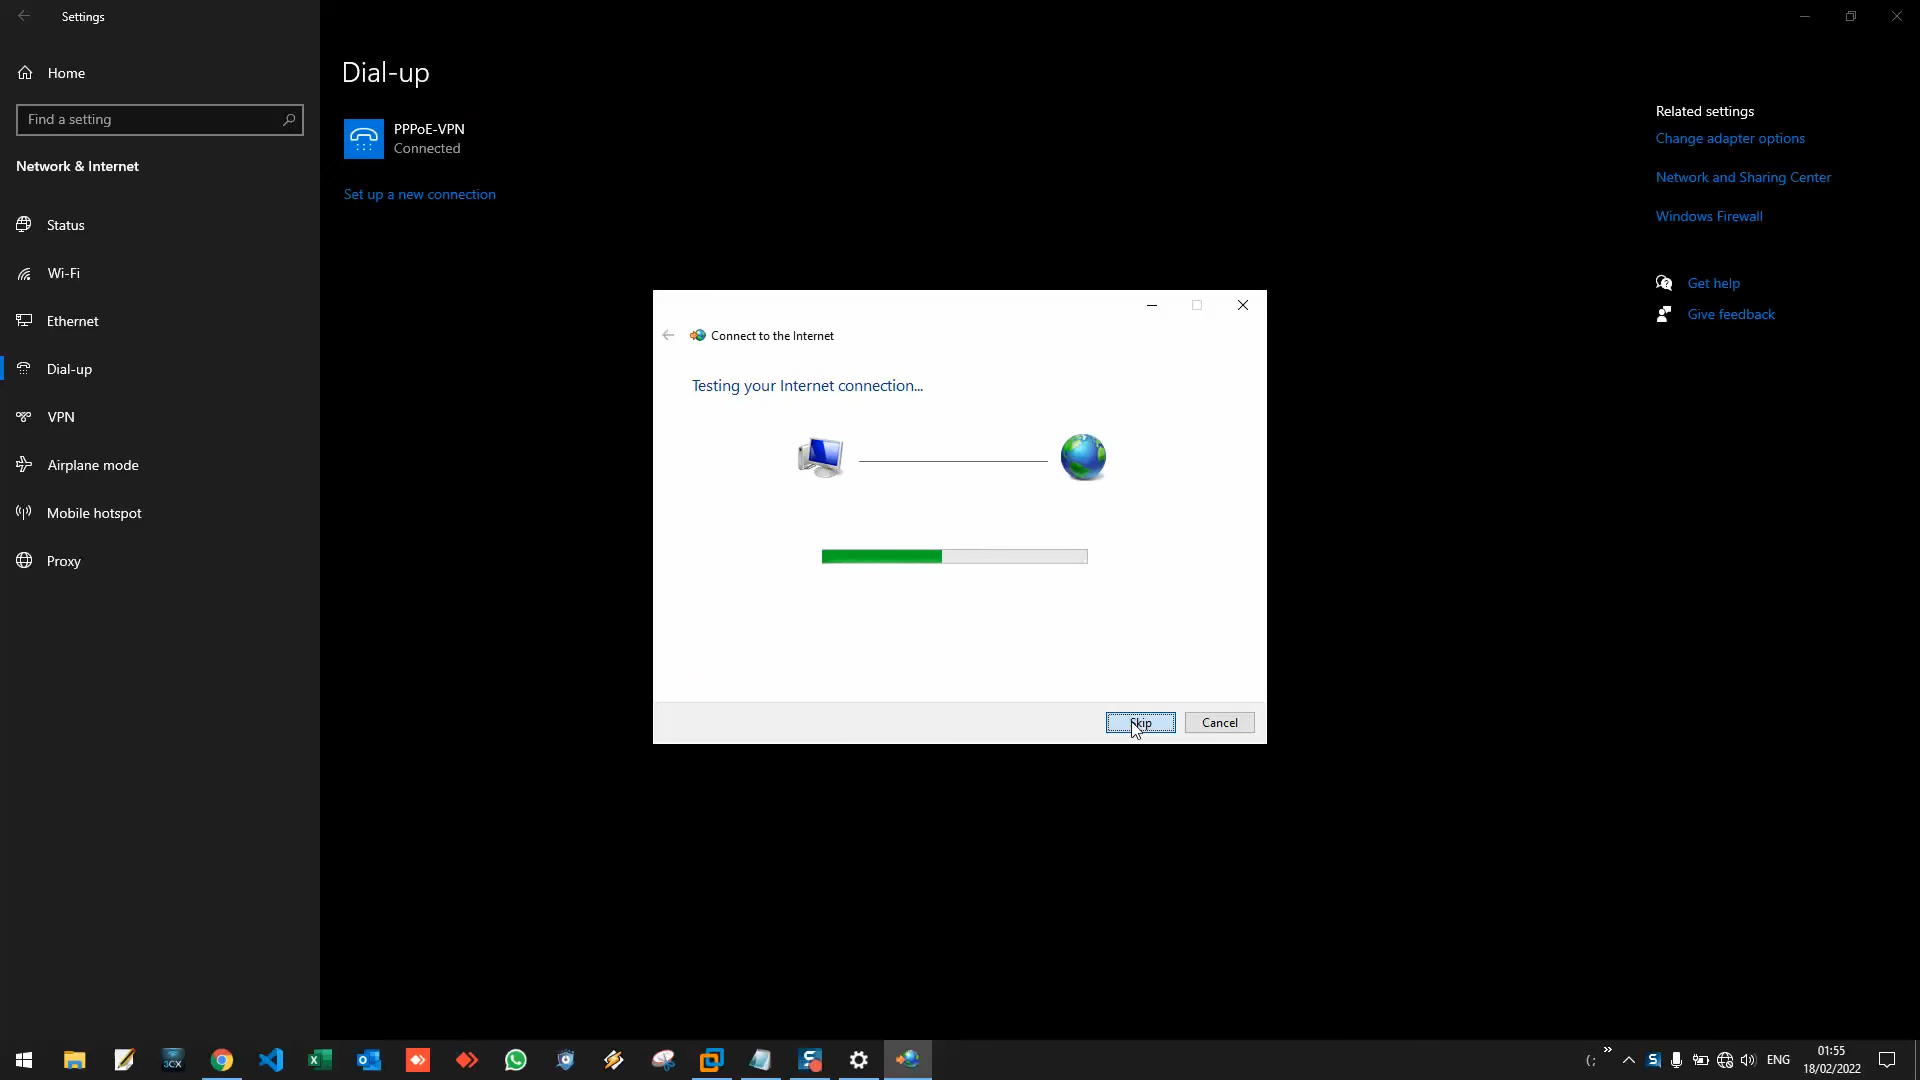 Settings
Home
Find a setting
Network & Internet
Status
Wi-Fi
Ethernet
Dial-up
VPN
Airplane mode
Mobile hotspot
Proxy
Dial-up
PPPoE-VPN
Connected
Set up a new connection
Related settings
Change adapter options
Network and Sharing Center
Windows Firewall
Get help
Give feedback
Connect to the Internet
Testing your Internet connection...
Skip
Cancel
3CX
ENG
01:55
18/02/2022